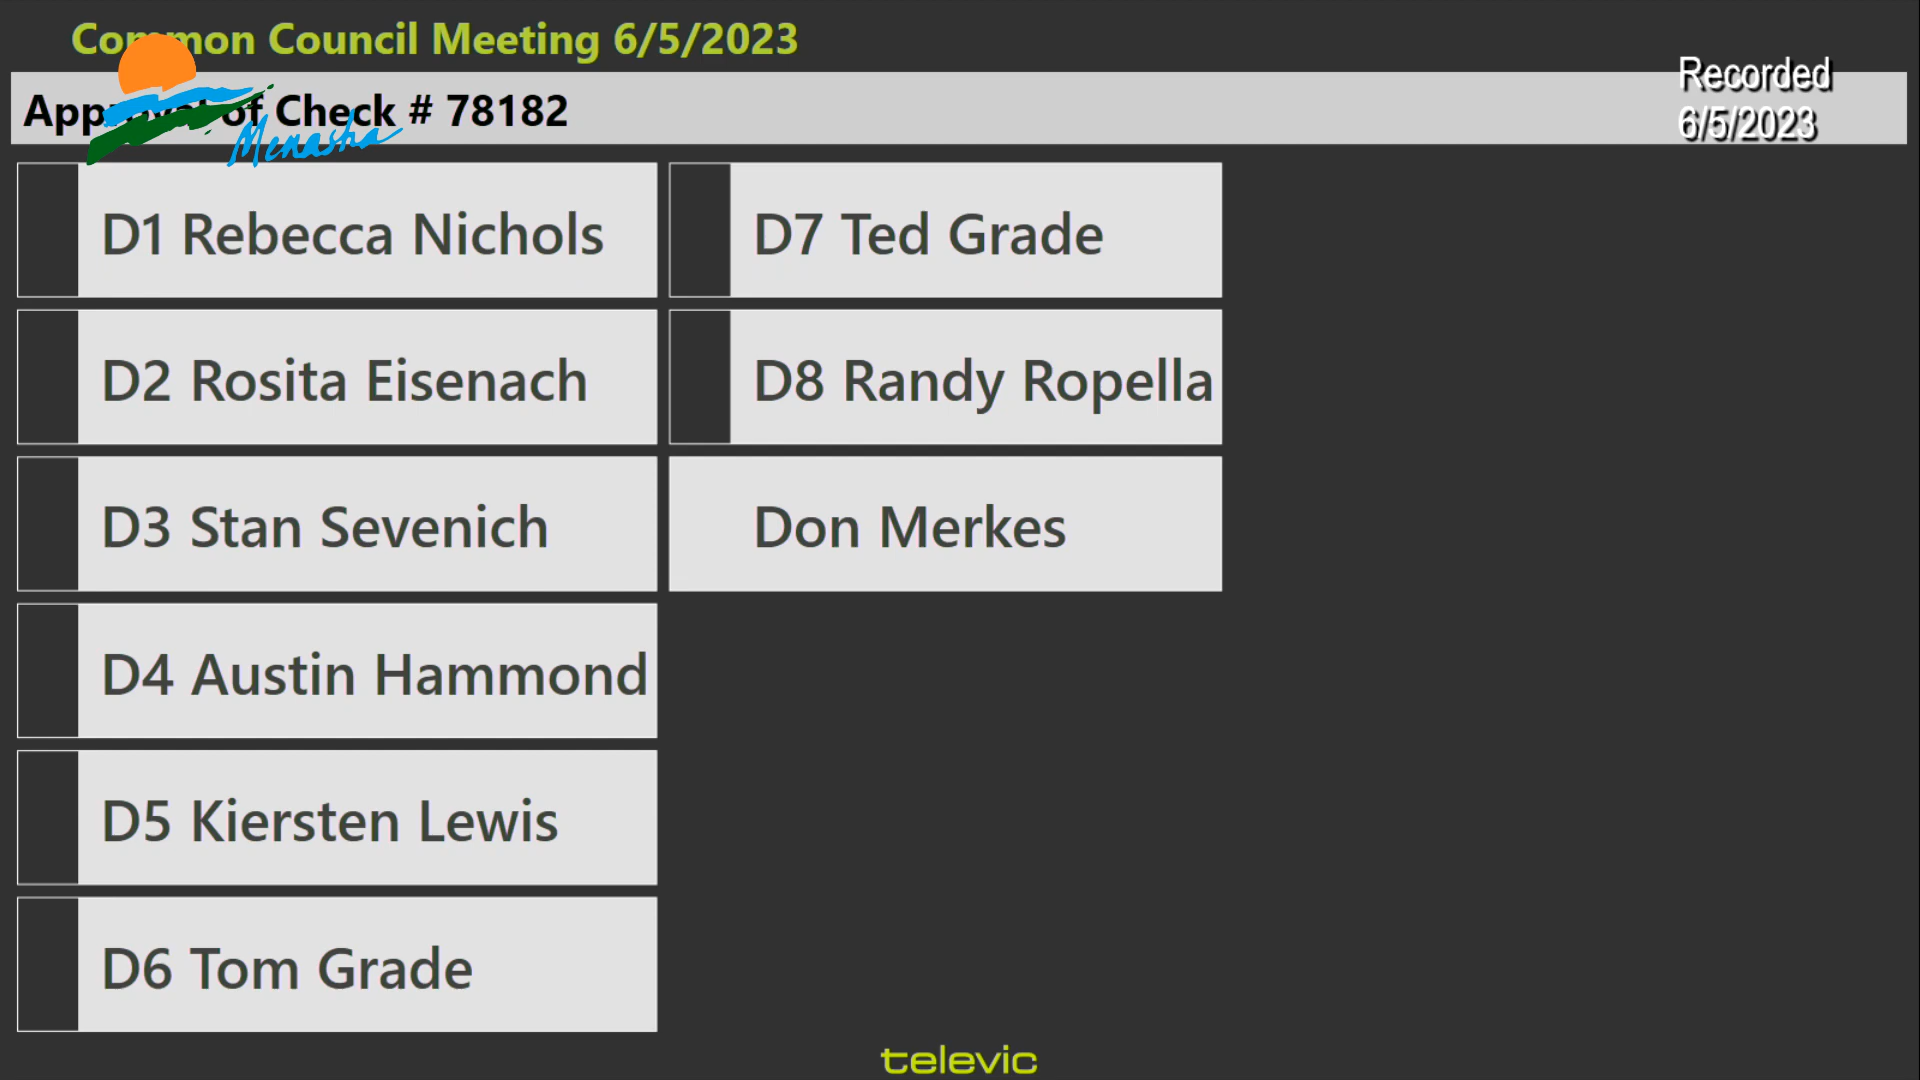 Common Council Meeting 6/5/2023
Recorded
6/5/2023
Approval of Check # 78182
Menasha
D1 Rebecca Nichols
D2 Rosita Eisenach
D3 Stan Sevenich
D4 Austin Hammond
D5 Kiersten Lewis
D6 Tom Grade
D7 Ted Grade
D8 Randy Ropella
Don Merkes
televic